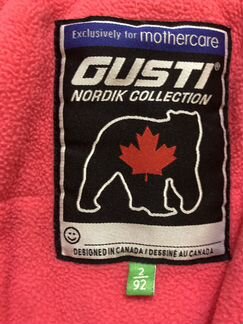 Exclusively for mothercare
GUSTI
NORDIK COLLECTION
DESIGNED IN CANADA / DESSINÉ AU CANADA
2
92